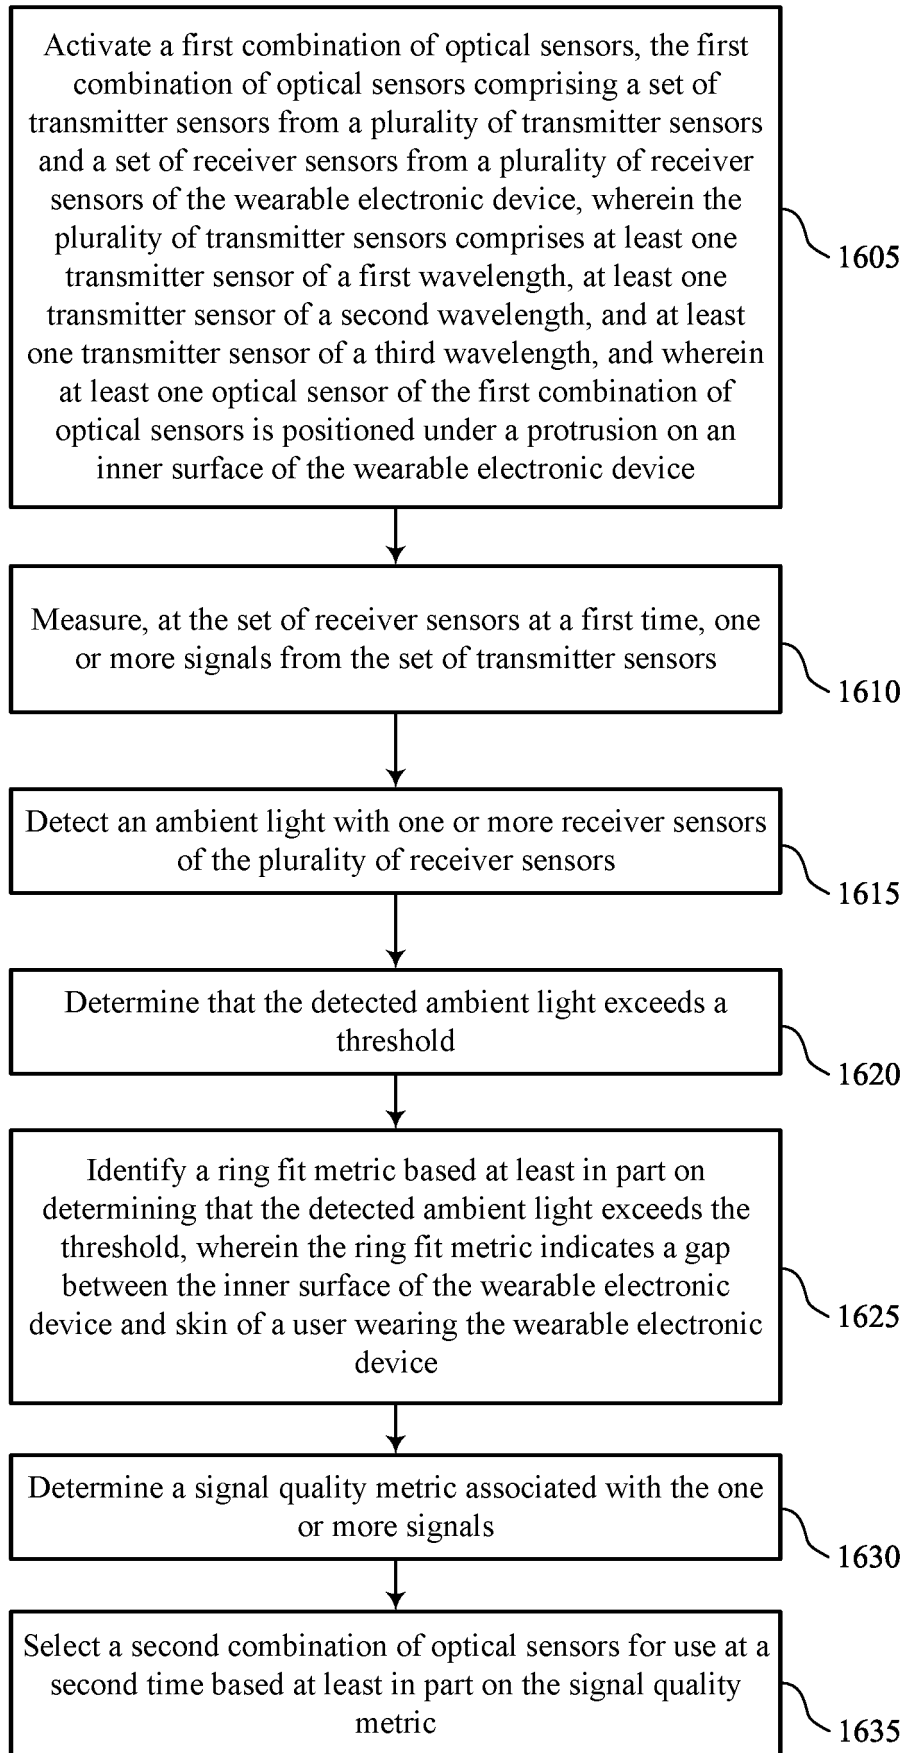 Activate a first combination of optical sensors, the first
combination of optical sensors comprising a set of
transmitter sensors from a plurality of transmitter sensors
and a set of receiver sensors from a plurality of receiver
sensors of the wearable electronic device, wherein the
plurality of transmitter sensors comprises at least one
transmitter sensor of a first wavelength, at least one
transmitter sensor of a second wavelength, and at least
one transmitter sensor of a third wavelength, and wherein
at least one optical sensor of the first combination of
optical sensors is positioned under a protrusion on an
inner surface of the wearable electronic device
1605
Measure, at the set of receiver sensors at a first time, one
or more signals from the set of transmitter sensors
1610
Detect an ambient light with one or more receiver sensors
of the plurality of receiver sensors
1615
Determine that the detected ambient light exceeds a
threshold
1620
Identify a ring fit metric based at least in part on
determining that the detected ambient light exceeds the
threshold, wherein the ring fit metric indicates a gap
between the inner surface of the wearable electronic
device and skin of a user wearing the wearable electronic
device
1625
Determine a signal quality metric associated with the one
or more signals
1630
Select a second combination of optical sensors for use at a
second time based at least in part on the signal quality
metric
1635